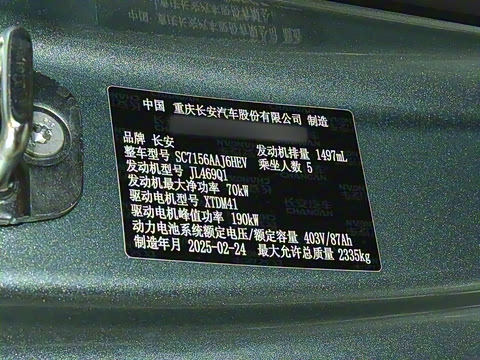 中国 重庆长安汽车股份有限公司 制造
品牌 长安 发动机排量 1497mL
整车型号 SC7156AAJ6HEV 乘坐人数 5
发动机型号 JL469Q1
发动机最大净功率 70kW
驱动电机型号 XTDM41
驱动电机峰值功率 190kW
动力电池系统额定电压/额定容量 403V/87Ah
制造年月 2025-02-24 最大允许总质量 2335kg